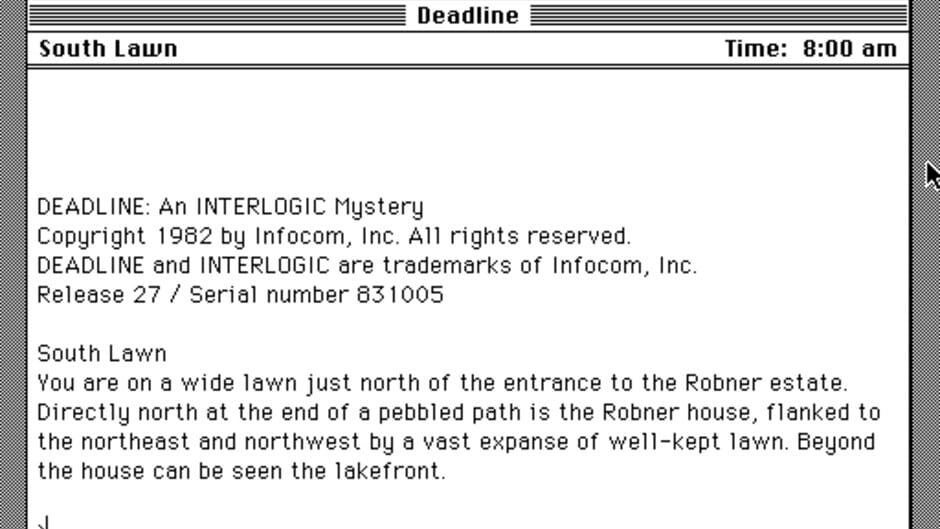 Deadline
South Lawn Time: 8:00 am
DEADLINE: An INTERLOGIC Mystery
Copyright 1982 by Infocom, Inc. All rights reserved.
DEADLINE and INTERLOGIC are trademarks of Infocom, Inc.
Release 27 / Serial number 831005
South Lawn
You are on a wide lawn just north of the entrance to the Robner estate.
Directly north at the end of a pebbled path is the Robner house, flanked to
the northeast and northwest by a vast expanse of well-kept lawn. Beyond
the house can be seen the lakefront.